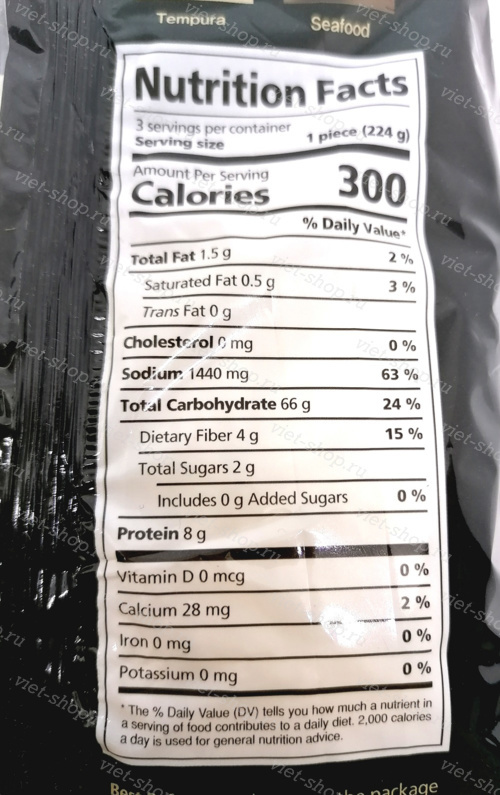 Tempura
Seafood
Nutrition Facts
3 servings per container
Serving size 1 piece (224 g)
Amount Per Serving
Calories 300
% Daily Value*
Total Fat 1.5 g 2 %
Saturated Fat 0.5 g 3 %
Trans Fat 0 g
Cholesterol 0 mg 0 %
Sodium 1440 mg 63 %
Total Carbohydrate 66 g 24 %
Dietary Fiber 4 g 15 %
Total Sugars 2 g
Includes 0 g Added Sugars 0 %
Protein 8 g
Vitamin D 0 mcg 0 %
Calcium 28 mg 2 %
Iron 0 mg 0 %
Potassium 0 mg 0 %
* The % Daily Value (DV) tells you how much a nutrient in
a serving of food contributes to a daily diet. 2,000 calories
a day is used for general nutrition advice.
the package
viet-shop.ru